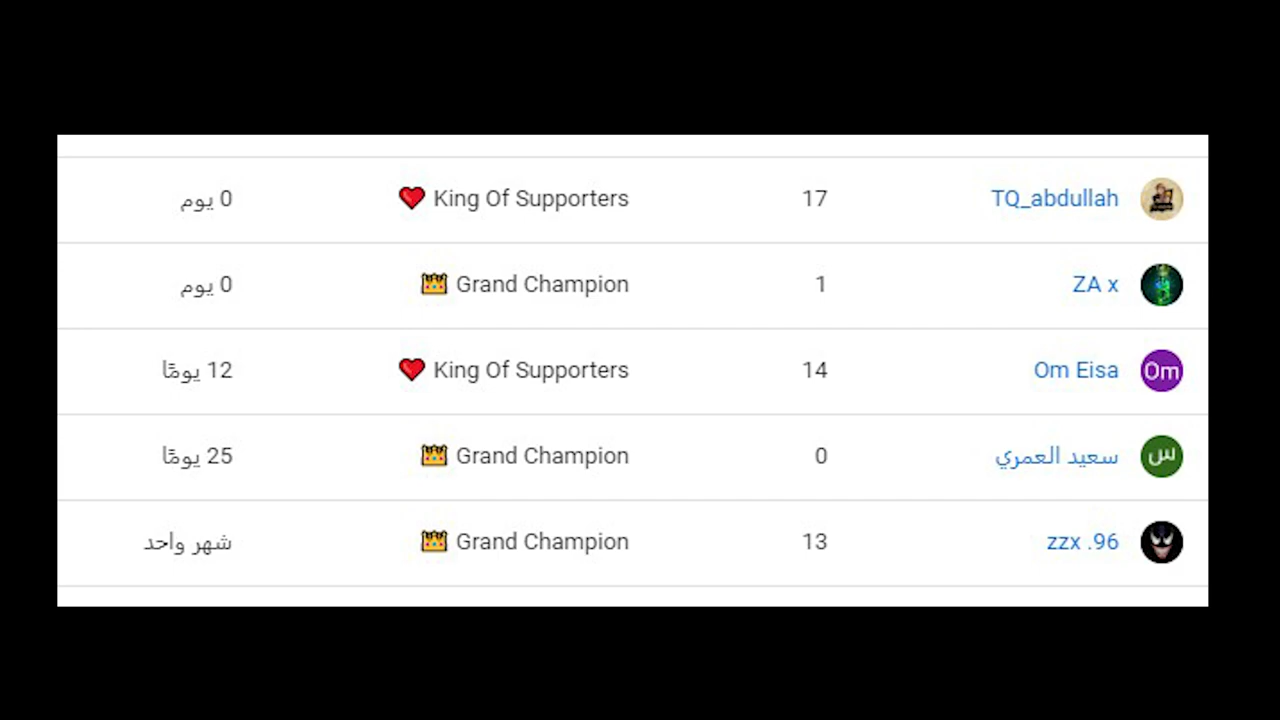 TQ_abdullah 17 King Of Supporters ❤️ 0 يوم
ZA x 1 Grand Champion 👑 0 يوم
Om Om Eisa 14 King Of Supporters ❤️ 12 يومًا
س سعيد العمري 0 Grand Champion 👑 25 يومًا
zzx .96 13 Grand Champion 👑 شهر واحد